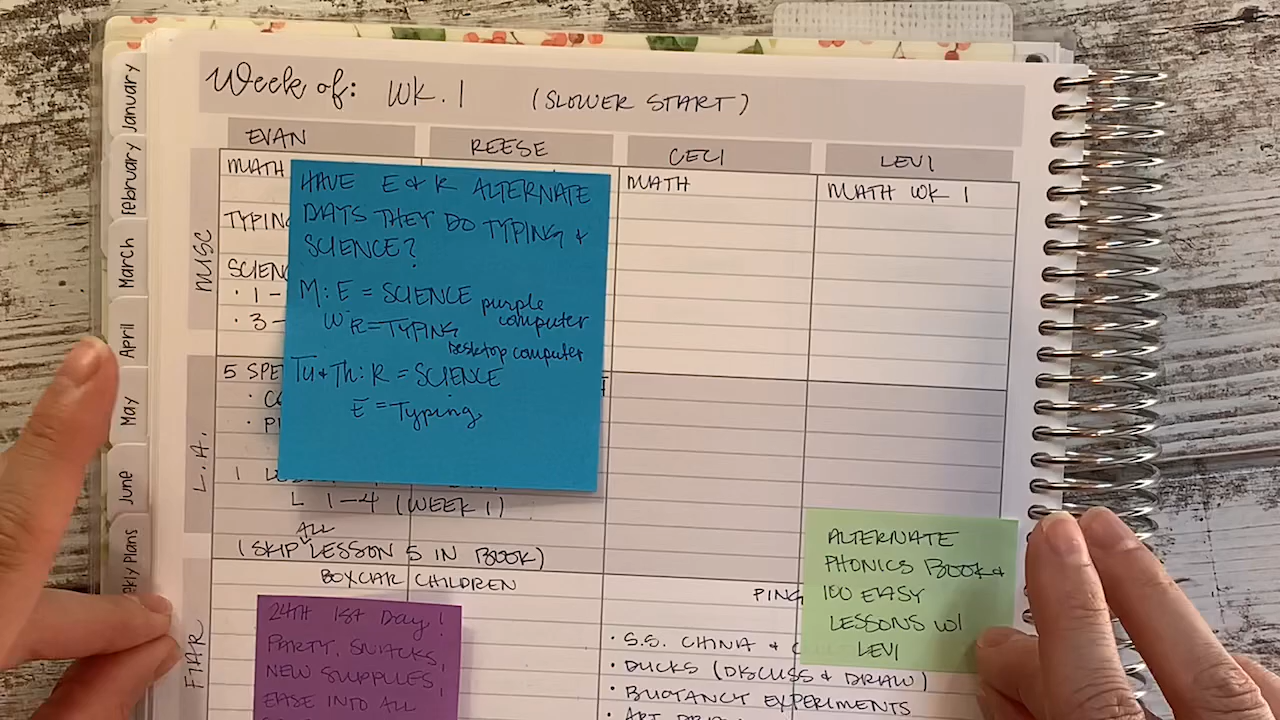 January
February
March
April
May
June
Week of: WK. 1 (SLOWER START)
EVAN REESE CECI LEVI
MISC
MATH
MATH
MATH WK 1
TYPING
SCIENC
• 1-
• 3-
HAVE E & R ALTERNATE
DAYS THEY DO TYPING &
SCIENCE?
M: E = SCIENCE purple computer
W R = TYPING Desktop computer
Tu + Th: R = SCIENCE
E = Typing
L.A.
5 SPE
1 L
L 1-4 (WEEK 1)
ALL
(SKIP LESSON 5 IN BOOK)
ALTERNATE
PHONICS BOOK &
100 EASY
LESSONS W/
LEVI
FIAR
BOXCAR CHILDREN
PING
24TH 1ST Day!
PARTY, SNACKS,
NEW SUPPLIES,
EASE INTO ALL
• S.S. CHINA & C
• DUCKS (DISCUSS & DRAW)
• BUOYANCY EXPERIMENTS